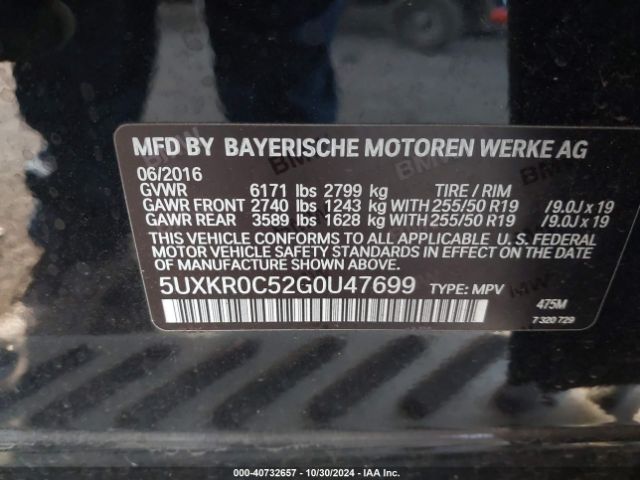 MFD BY BAYERISCHE MOTOREN WERKE AG
06/2016
GVWR 6171 lbs 2799 kg TIRE / RIM
GAWR FRONT 2740 lbs 1243 kg WITH 255/50 R19 /9.0J x 19
GAWR REAR 3589 lbs 1628 kg WITH 255/50 R19 /9.0J x 19
THIS VEHICLE CONFORMS TO ALL APPLICABLE U. S. FEDERAL
MOTOR VEHICLE SAFETY STANDARDS IN EFFECT ON THE DATE
OF MANUFACTURE SHOWN ABOVE.
5UXKR0C52G0U47699 TYPE: MPV
475M
7 320 729
000-40732657 - 10/30/2024 - IAA Inc.